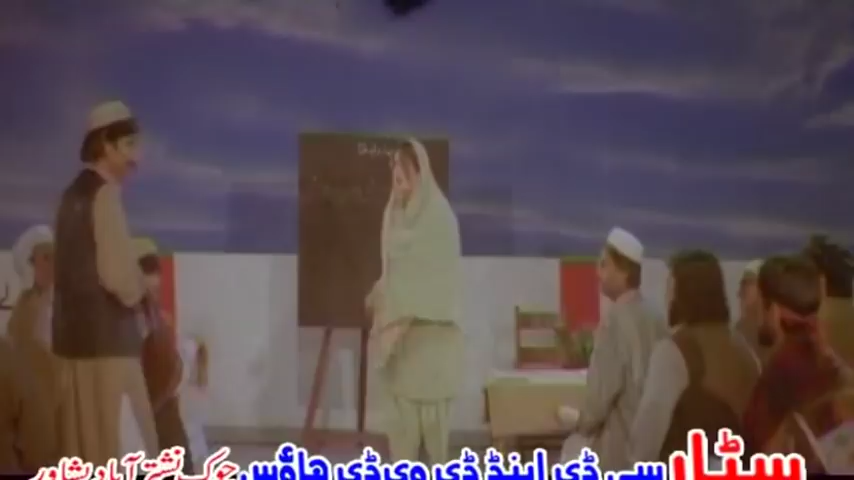 سٹار سی ڈی اینڈ ڈی وی ڈی ہاؤس چوک نشتر آباد پشاور